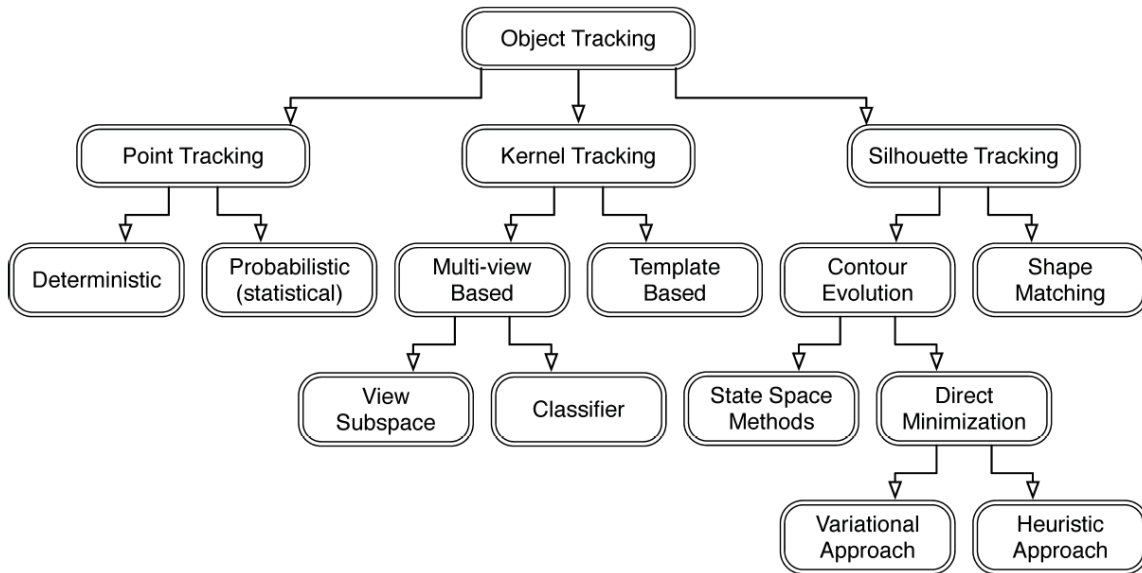 Object Tracking
Point Tracking
Kernel Tracking
Silhouette Tracking
Deterministic
Probabilistic
(statistical)
Multi-view
Based
Template
Based
Contour
Evolution
Shape
Matching
View
Subspace
Classifier
State Space
Methods
Direct
Minimization
Variational
Approach
Heuristic
Approach